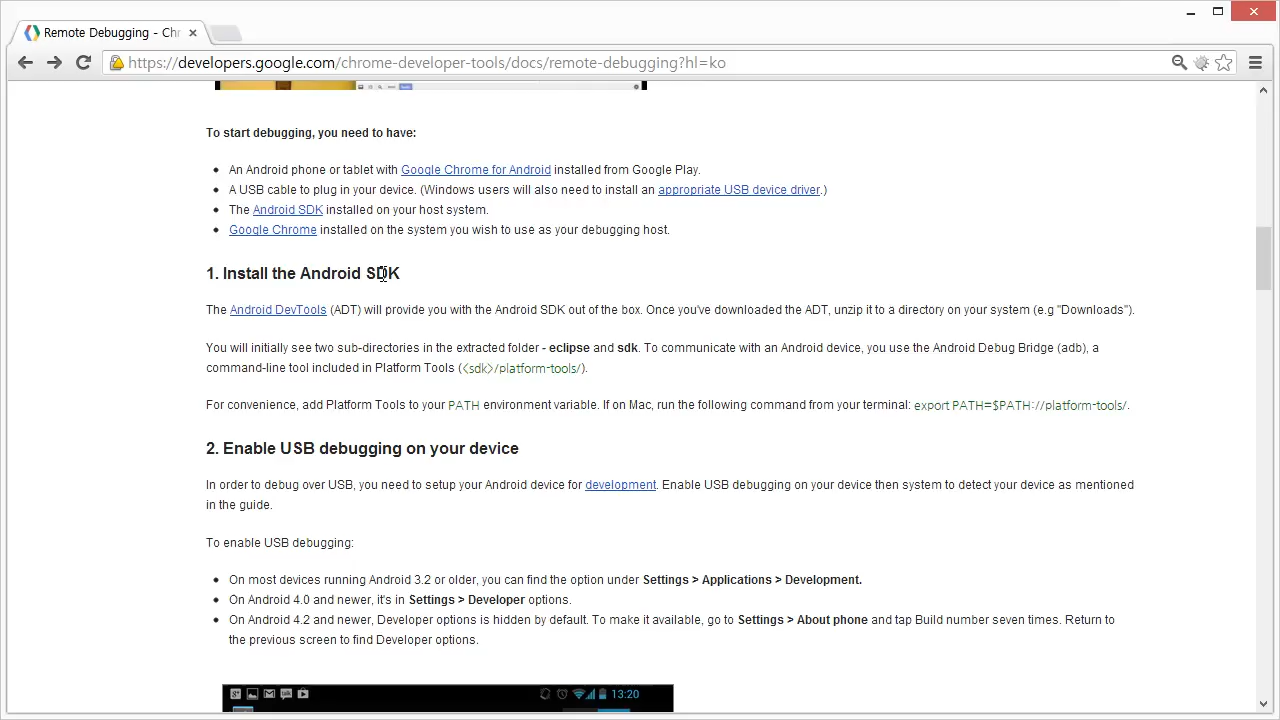 Remote Debugging - Chr
https://developers.google.com/chrome-developer-tools/docs/remote-debugging?hl=ko
To start debugging, you need to have:
An Android phone or tablet with Google Chrome for Android installed from Google Play.
A USB cable to plug in your device. (Windows users will also need to install an appropriate USB device driver.)
The Android SDK installed on your host system.
Google Chrome installed on the system you wish to use as your debugging host.
1. Install the Android SDK
The Android DevTools (ADT) will provide you with the Android SDK out of the box. Once you've downloaded the ADT, unzip it to a directory on your system (e.g "Downloads").
You will initially see two sub-directories in the extracted folder - eclipse and sdk. To communicate with an Android device, you use the Android Debug Bridge (adb), a
command-line tool included in Platform Tools (<sdk>/platform-tools/).
For convenience, add Platform Tools to your PATH environment variable. If on Mac, run the following command from your terminal: export PATH=$PATH://platform-tools/.
2. Enable USB debugging on your device
In order to debug over USB, you need to setup your Android device for development. Enable USB debugging on your device then system to detect your device as mentioned
in the guide.
To enable USB debugging:
On most devices running Android 3.2 or older, you can find the option under Settings > Applications > Development.
On Android 4.0 and newer, it's in Settings > Developer options.
On Android 4.2 and newer, Developer options is hidden by default. To make it available, go to Settings > About phone and tap Build number seven times. Return to
the previous screen to find Developer options.
13:20